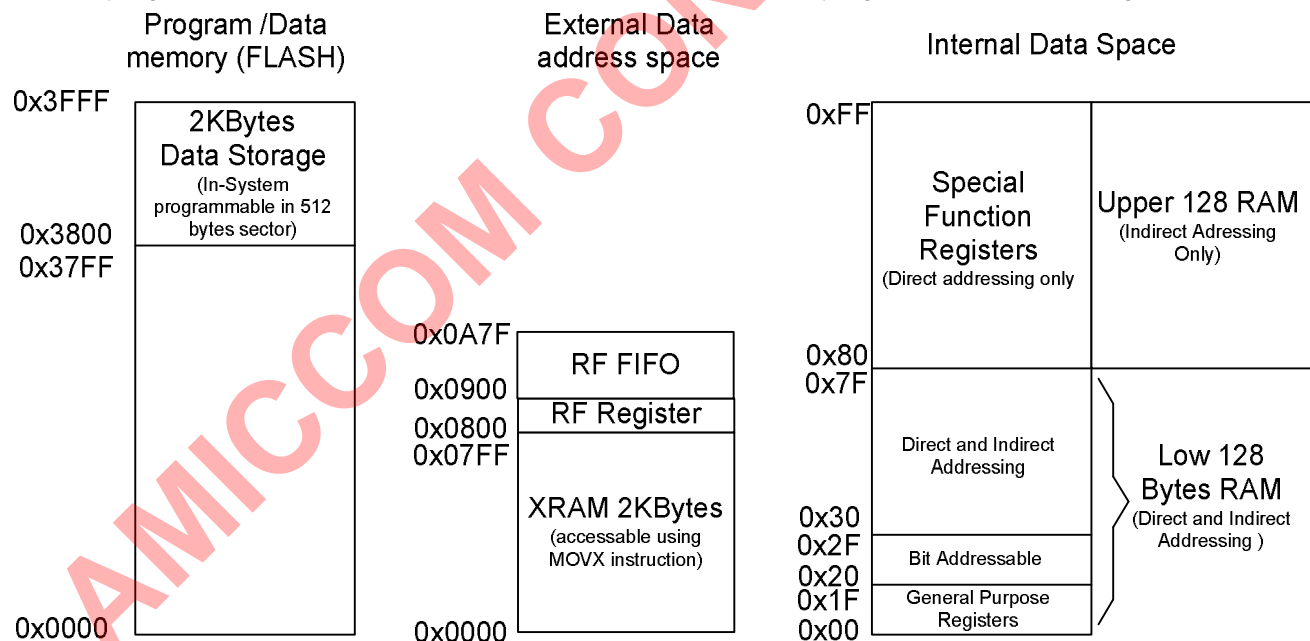 Program /Data
memory (FLASH)
0x3FFF
2KBytes
Data Storage
(In-System
programmable in 512
bytes sector)
0x3800
0x37FF
0x0000
External Data
address space
0x0A7F
RF FIFO
0x0900
RF Register
0x0800
0x07FF
XRAM 2KBytes
(accessable using
MOVX instruction)
0x0000
Internal Data Space
0xFF
Special
Function
Registers
(Direct addressing only
Upper 128 RAM
(Indirect Adressing
Only)
0x80
0x7F
Direct and Indirect
Addressing
Low 128
Bytes RAM
(Direct and Indirect
Addressing )
0x30
0x2F
Bit Addressable
0x20
0x1F
General Purpose
Registers
0x00
AMICCOM